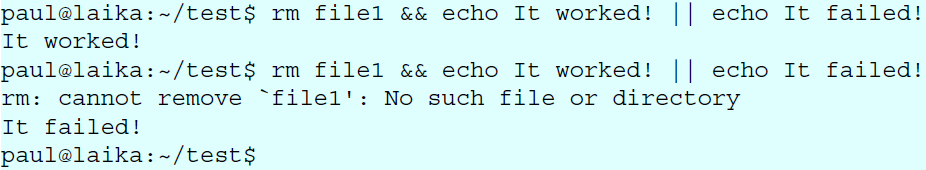 paul@laika:~/test$ rm file1 && echo It worked! || echo It failed!
It worked!
paul@laika:~/test$ rm file1 && echo It worked! || echo It failed!
rm: cannot remove `file1': No such file or directory
It failed!
paul@laika:~/test$